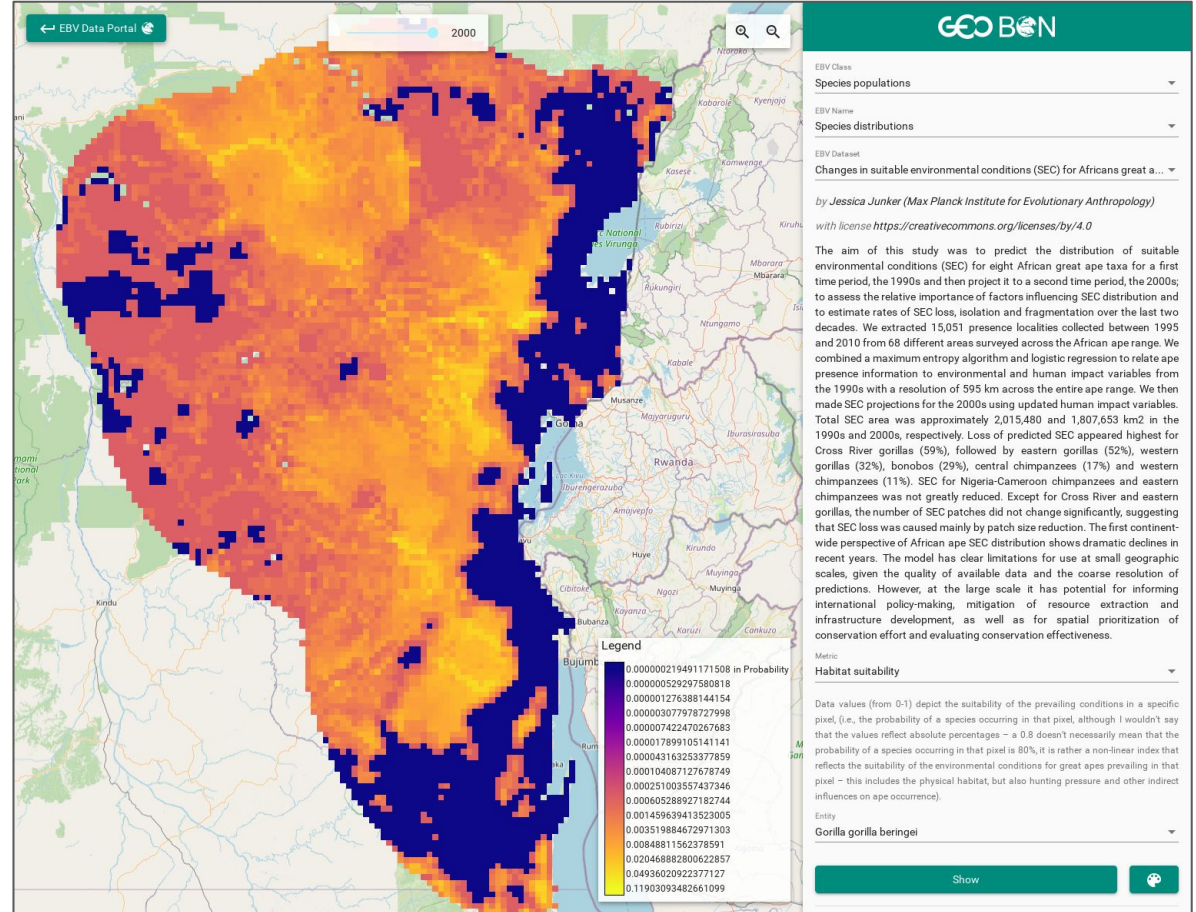 EBV Data Portal
2000
Ntoroko
Kabarole
Kyenjojo
Kamwenge
Kasese
Rubirizi
Kiruhu
c National
es Virunga
Mbarara
Mbarara
Rukungiri
Ntungamo
Kabale
Musanze
Goma
Majyaruguru
Iburasirasuba
Rwanda
Lac Kivu
Iburengerazuba
Amajyepfo
Kirundo
Huye
Muyinga
Cibitoke
Ngozi
Muyinga
Kayanza
Bubanza
Karuzi
Cankuzo
mami
tional
Park
Kindu
Legend
0.000000219491171508 in Probability
0.000000529297580818
0.000001276388144154
0.000003077978727998
0.000007422470267683
0.000017899105141141
0.000043163253377859
0.000104087127678749
0.000251003557437346
0.000605288927182744
0.001459639413523005
0.003519884672971303
0.00848811562378591
0.020468882800622857
0.04936020922377127
0.11903093482661099
GEO BON
EBV Class
Species populations
EBV Name
Species distributions
EBV Dataset
Changes in suitable environmental conditions (SEC) for Africans great a...
by Jessica Junker (Max Planck Institute for Evolutionary Anthropology)
with license https://creativecommons.org/licenses/by/4.0
The aim of this study was to predict the distribution of suitable
environmental conditions (SEC) for eight African great ape taxa for a first
time period, the 1990s and then project it to a second time period, the 2000s;
to assess the relative importance of factors influencing SEC distribution and
to estimate rates of SEC loss, isolation and fragmentation over the last two
decades. We extracted 15,051 presence localities collected between 1995
and 2010 from 68 different areas surveyed across the African ape range. We
combined a maximum entropy algorithm and logistic regression to relate ape
presence information to environmental and human impact variables from
the 1990s with a resolution of 595 km across the entire ape range. We then
made SEC projections for the 2000s using updated human impact variables.
Total SEC area was approximately 2,015,480 and 1,807,653 km2 in the
1990s and 2000s, respectively. Loss of predicted SEC appeared highest for
Cross River gorillas (59%), followed by eastern gorillas (52%), western
gorillas (32%), bonobos (29%), central chimpanzees (17%) and western
chimpanzees (11%). SEC for Nigeria-Cameroon chimpanzees and eastern
chimpanzees was not greatly reduced. Except for Cross River and eastern
gorillas, the number of SEC patches did not change significantly, suggesting
that SEC loss was caused mainly by patch size reduction. The first continent-
wide perspective of African ape SEC distribution shows dramatic declines in
recent years. The model has clear limitations for use at small geographic
scales, given the quality of available data and the coarse resolution of
predictions. However, at the large scale it has potential for informing
international policy-making, mitigation of resource extraction and
infrastructure development, as well as for spatial prioritization of
conservation effort and evaluating conservation effectiveness.
Metric
Habitat suitability
Data values (from 0-1) depict the suitability of the prevailing conditions in a specific
pixel, (i.e., the probability of a species occurring in that pixel, although I wouldn't say
that the values reflect absolute percentages – a 0.8 doesn't necessarily mean that the
probability of a species occurring in that pixel is 80%, it is rather a non-linear index that
reflects the suitability of the environmental conditions for great apes prevailing in that
pixel – this includes the physical habitat, but also hunting pressure and other indirect
influences on ape occurrence).
Entity
Gorilla gorilla beringei
Show